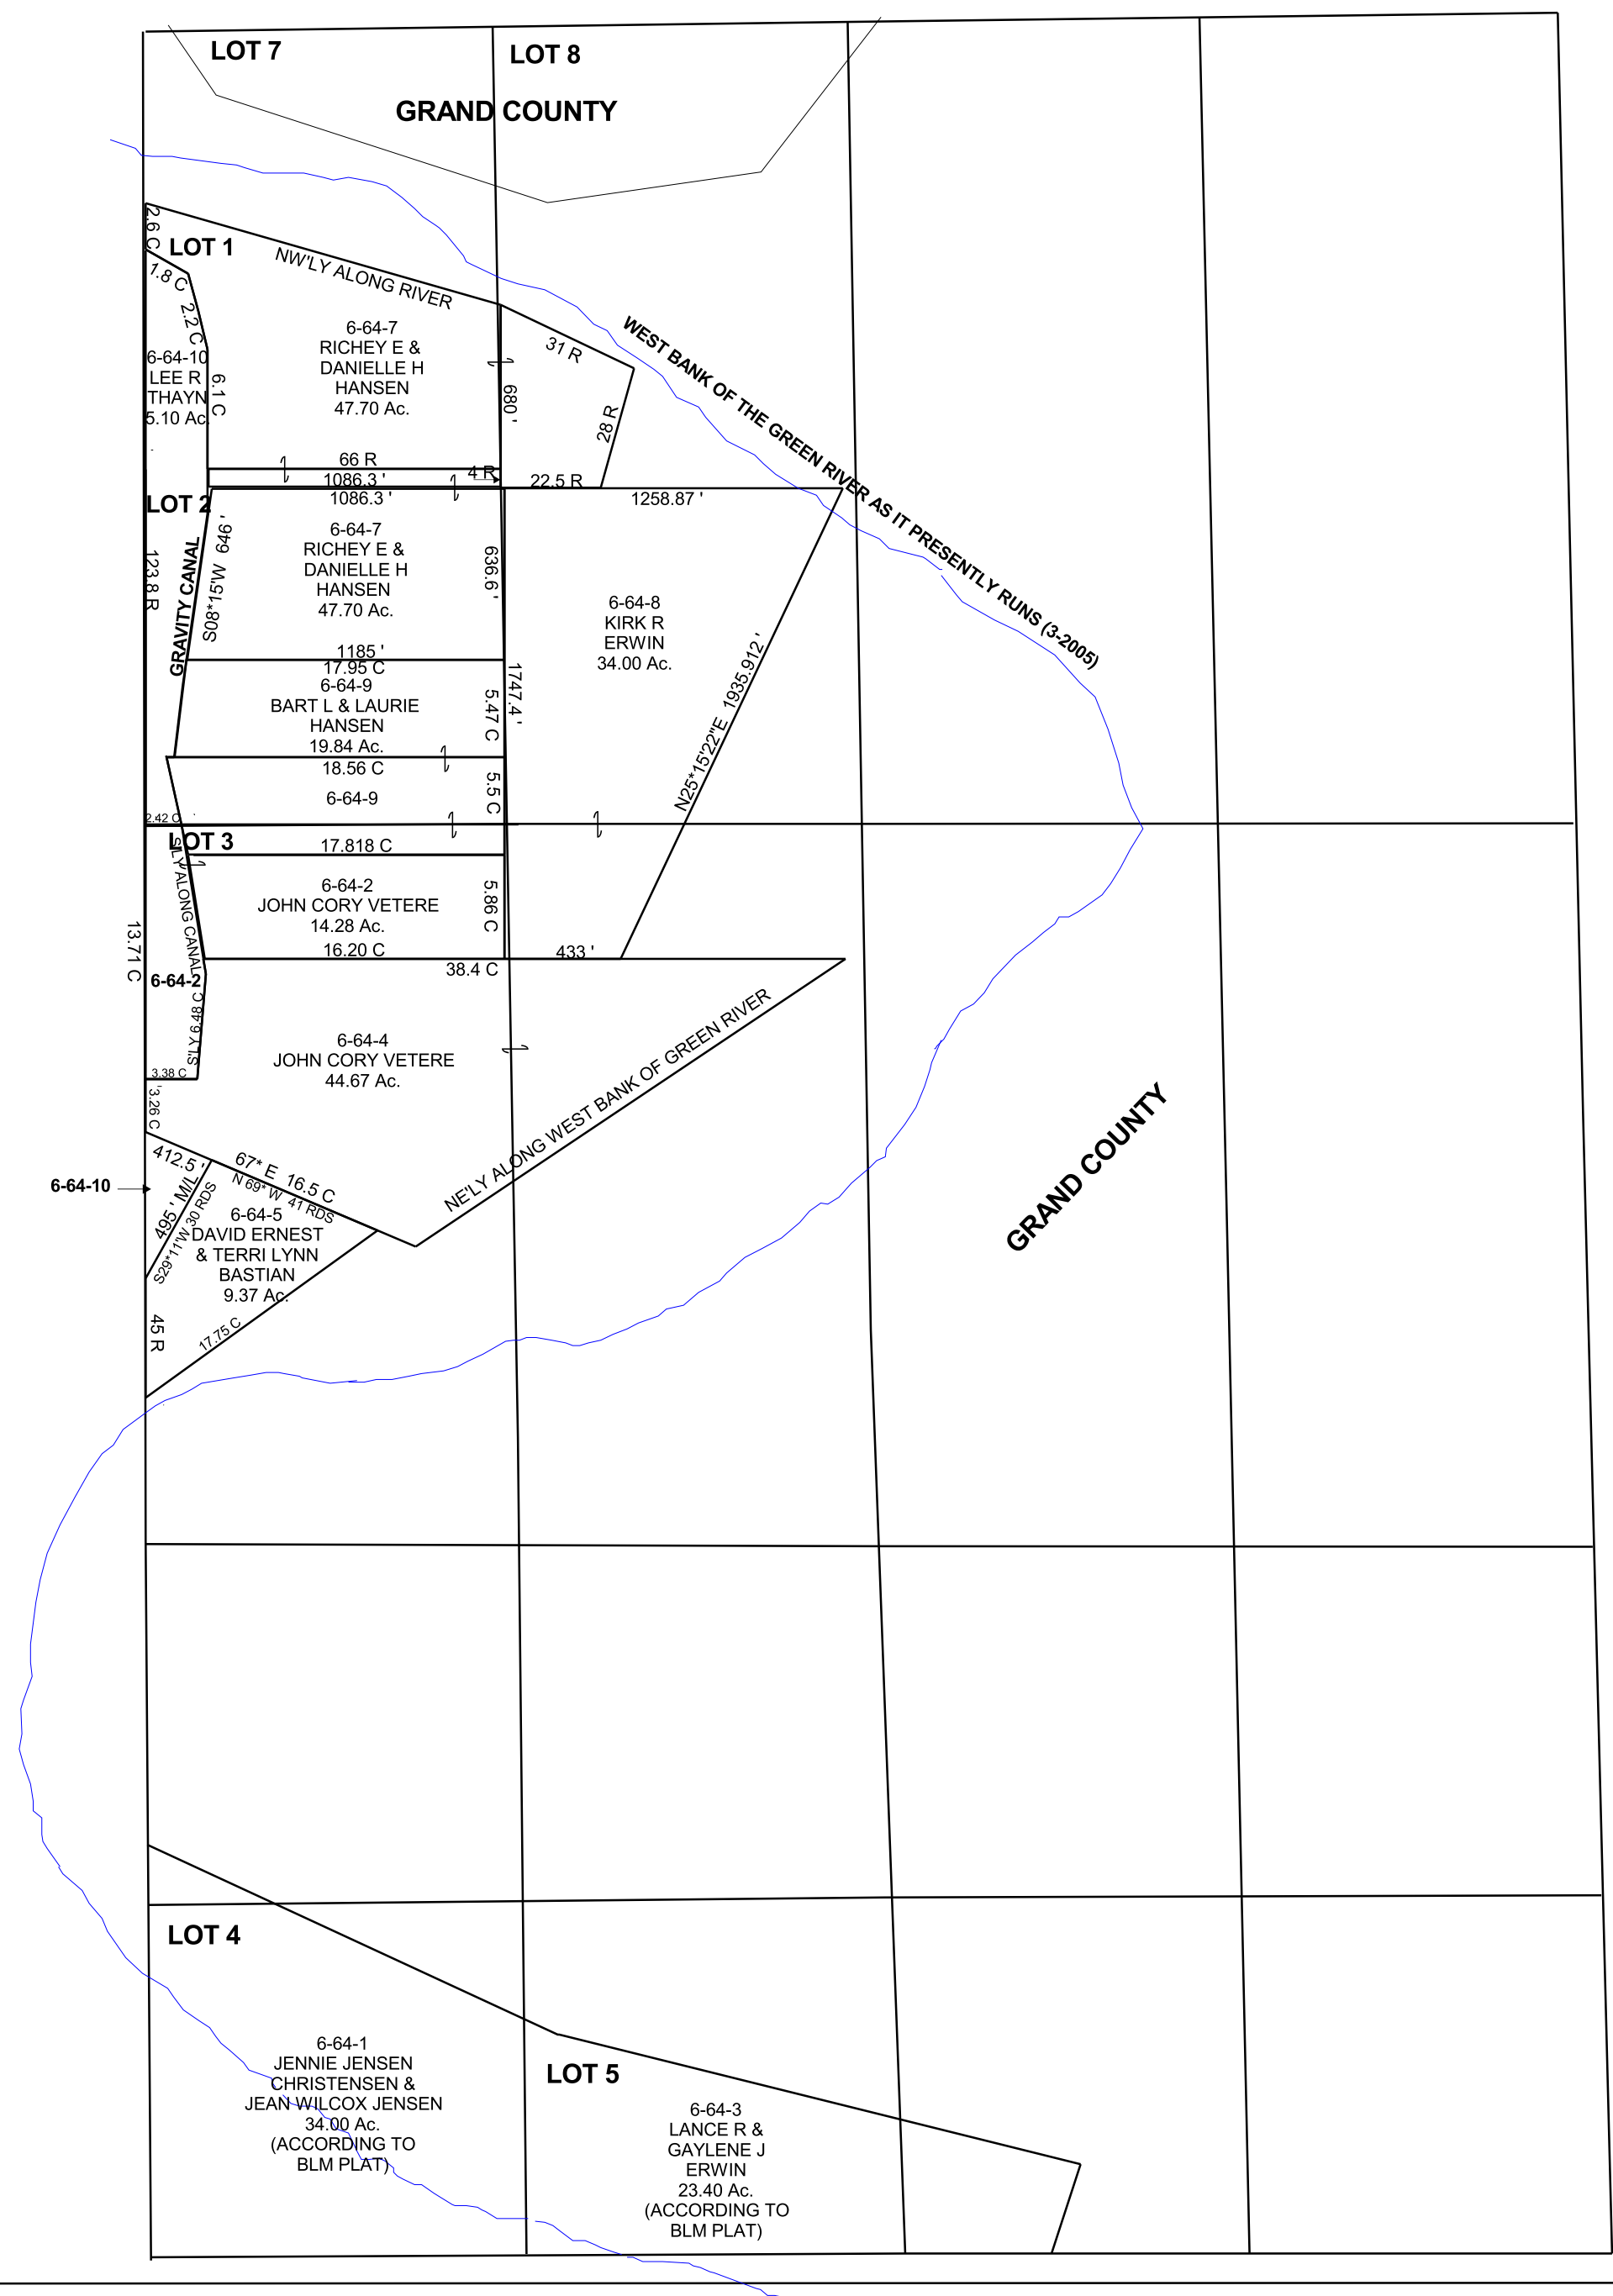 LOT 7
LOT 8
GRAND COUNTY
2.6 C
LOT 1
NW'LY ALONG RIVER
1.8 C
2.2 C
6-64-7
RICHEY E &
DANIELLE H
HANSEN
47.70 Ac.
31 R
WEST BANK OF THE GREEN RIVER AS IT PRESENTLY RUNS (3-2005)
6-64-10
LEE R
THAYN
5.10 Ac.
6.1 C
680 '
28 R
66 R
4 R
1086.3 '
22.5 R
1086.3 '
1258.87 '
LOT 2
123.8 R
GRAVITY CANAL
S08*15'W 646 '
6-64-7
RICHEY E &
DANIELLE H
HANSEN
47.70 Ac.
636.6 '
6-64-8
KIRK R
ERWIN
34.00 Ac.
1185 '
17.95 C
1747.4 '
N25*15'22"E 1935.912 '
6-64-9
BART L & LAURIE
HANSEN
19.84 Ac.
5.47 C
18.56 C
5.5 C
6-64-9
2.42 C
LOT 3
17.818 C
S'LY ALONG CANAL
6-64-2
JOHN CORY VETERE
14.28 Ac.
5.86 C
16.20 C
433 '
13.71 C
38.4 C
6-64-2
S'LY 6.48 C
6-64-4
JOHN CORY VETERE
44.67 Ac.
NE'LY ALONG WEST BANK OF GREEN RIVER
3.38 C
3.26 C
GRAND COUNTY
412.5 '
67* E 16.5 C
N 69* W 41 RDS
6-64-10
495 ' M/L
S29*11'W 30 RDS
6-64-5
DAVID ERNEST
& TERRI LYNN
BASTIAN
9.37 Ac.
45 R
17.75 C
LOT 4
6-64-1
JENNIE JENSEN
CHRISTENSEN &
JEAN WILCOX JENSEN
34.00 Ac.
(ACCORDING TO
BLM PLAT)
LOT 5
6-64-3
LANCE R &
GAYLENE J
ERWIN
23.40 Ac.
(ACCORDING TO
BLM PLAT)